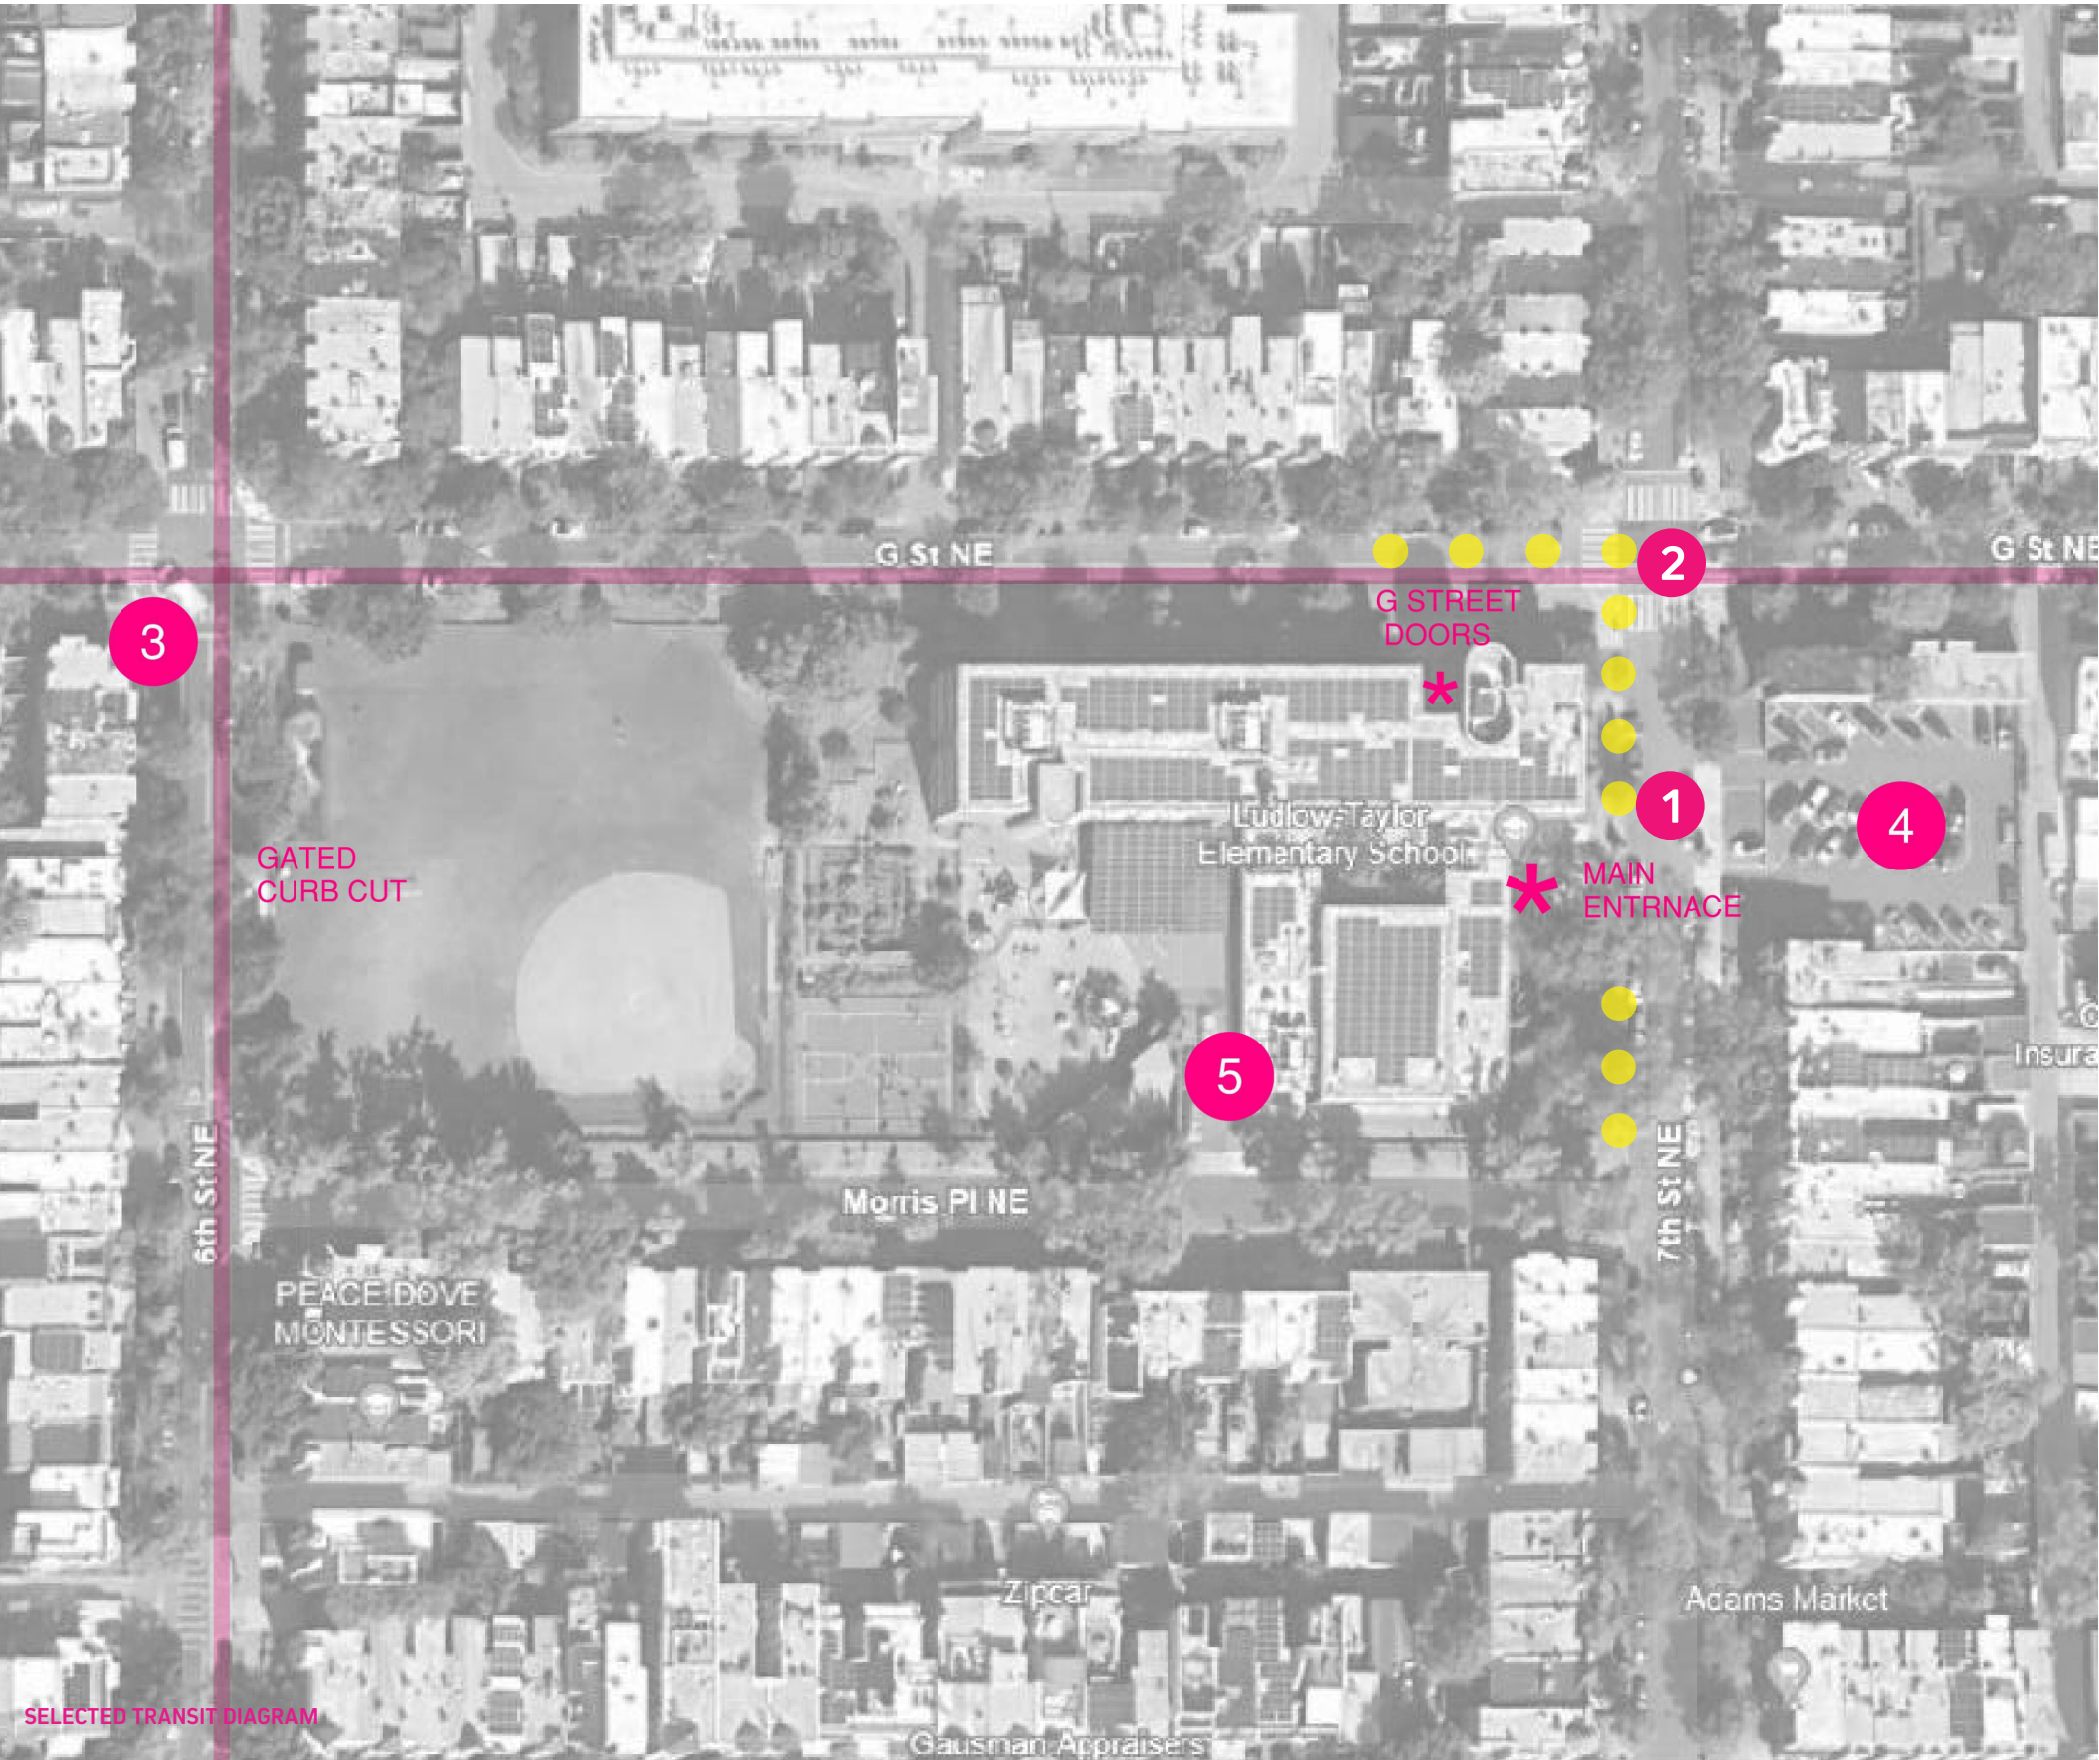 G St NE
G St NE
2
G STREET
DOORS
3
Ludlow-Taylor
Elementary School
1
4
GATED
CURB CUT
MAIN
ENTRNACE
5
Insura
6th St NE
7th St NE
Morris Pl NE
PEACE DOVE
MONTESSORI
Zipcar
Adams Market
SELECTED TRANSIT DIAGRAM
Gausman Appraisers